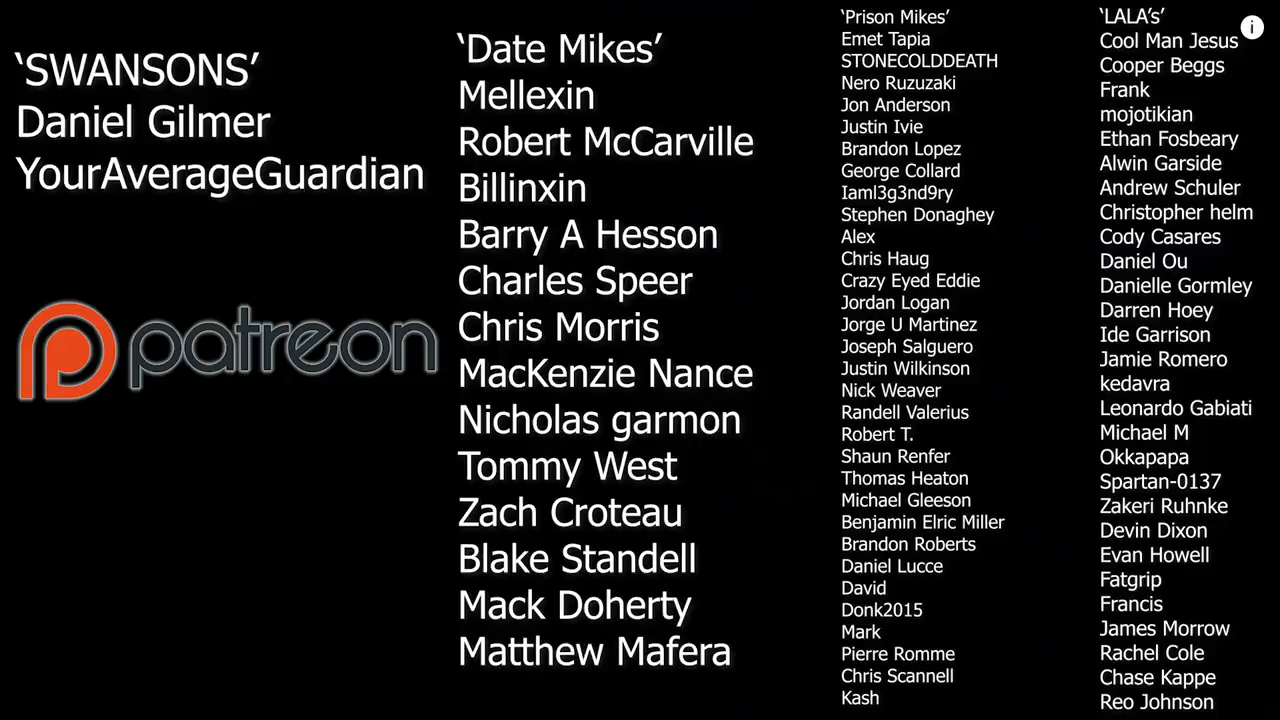 ‘SWANSONS’
Daniel Gilmer
YourAverageGuardian
patreon
‘Date Mikes’
Mellexin
Robert McCarville
Billinxin
Barry A Hesson
Charles Speer
Chris Morris
MacKenzie Nance
Nicholas garmon
Tommy West
Zach Croteau
Blake Standell
Mack Doherty
Matthew Mafera
‘Prison Mikes’
Emet Tapia
STONECOLDDEATH
Nero Ruzuzaki
Jon Anderson
Justin Ivie
Brandon Lopez
George Collard
Iaml3g3nd9ry
Stephen Donaghey
Alex
Chris Haug
Crazy Eyed Eddie
Jordan Logan
Jorge U Martinez
Joseph Salguero
Justin Wilkinson
Nick Weaver
Randell Valerius
Robert T.
Shaun Renfer
Thomas Heaton
Michael Gleeson
Benjamin Elric Miller
Brandon Roberts
Daniel Lucce
David
Donk2015
Mark
Pierre Romme
Chris Scannell
Kash
‘LALA’s’
Cool Man Jesus
Cooper Beggs
Frank
mojotikian
Ethan Fosbeary
Alwin Garside
Andrew Schuler
Christopher helm
Cody Casares
Daniel Ou
Danielle Gormley
Darren Hoey
Ide Garrison
Jamie Romero
kedavra
Leonardo Gabiati
Michael M
Okkapapa
Spartan-0137
Zakeri Ruhnke
Devin Dixon
Evan Howell
Fatgrip
Francis
James Morrow
Rachel Cole
Chase Kappe
Reo Johnson